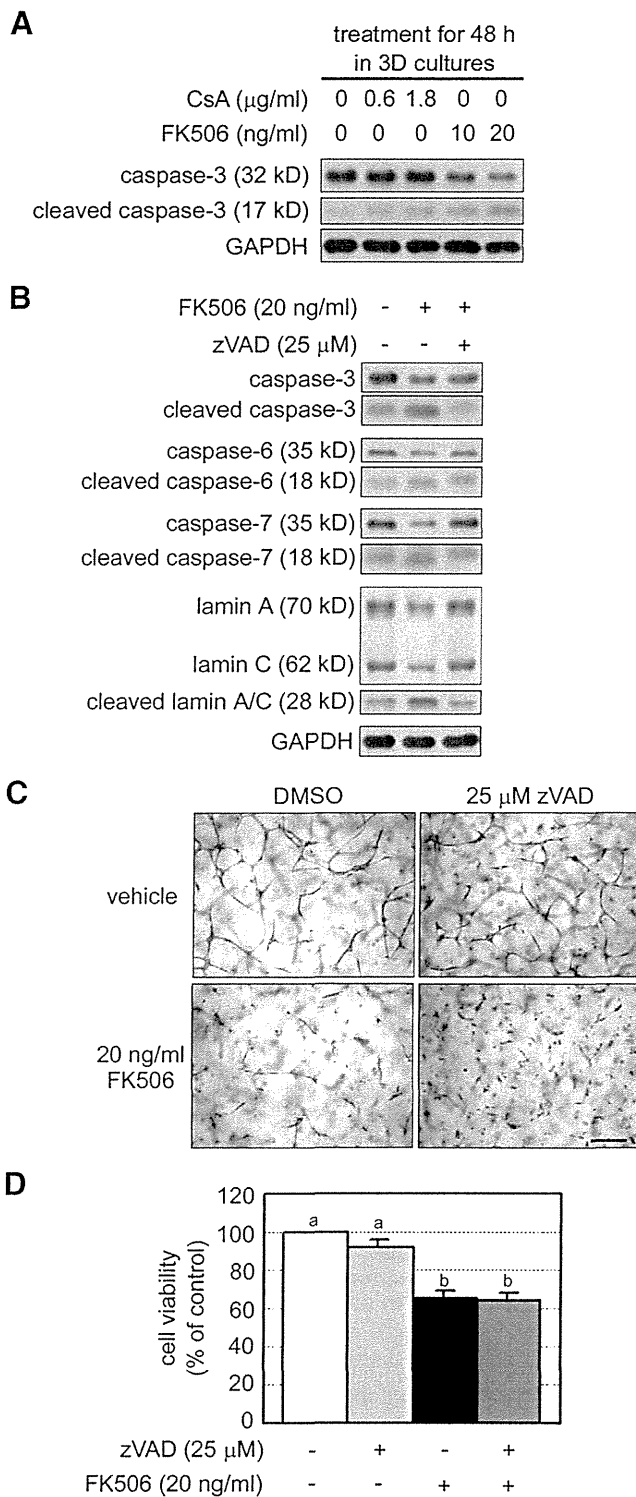 A
treatment for 48 h
in 3D cultures
CsA (μg/ml) 0 0.6 1.8 0 0
FK506 (ng/ml) 0 0 0 10 20
caspase-3 (32 kD)
cleaved caspase-3 (17 kD)
GAPDH
B
FK506 (20 ng/ml) - + +
zVAD (25 μM) - - +
caspase-3
cleaved caspase-3
caspase-6 (35 kD)
cleaved caspase-6 (18 kD)
caspase-7 (35 kD)
cleaved caspase-7 (18 kD)
lamin A (70 kD)
lamin C (62 kD)
cleaved lamin A/C (28 kD)
GAPDH
C
DMSO 25 μM zVAD
vehicle
20 ng/ml
FK506
D
cell viability
(% of control)
120
100
80
60
40
20
0
a a b b
zVAD (25 μM) - + - +
FK506 (20 ng/ml) - - + +